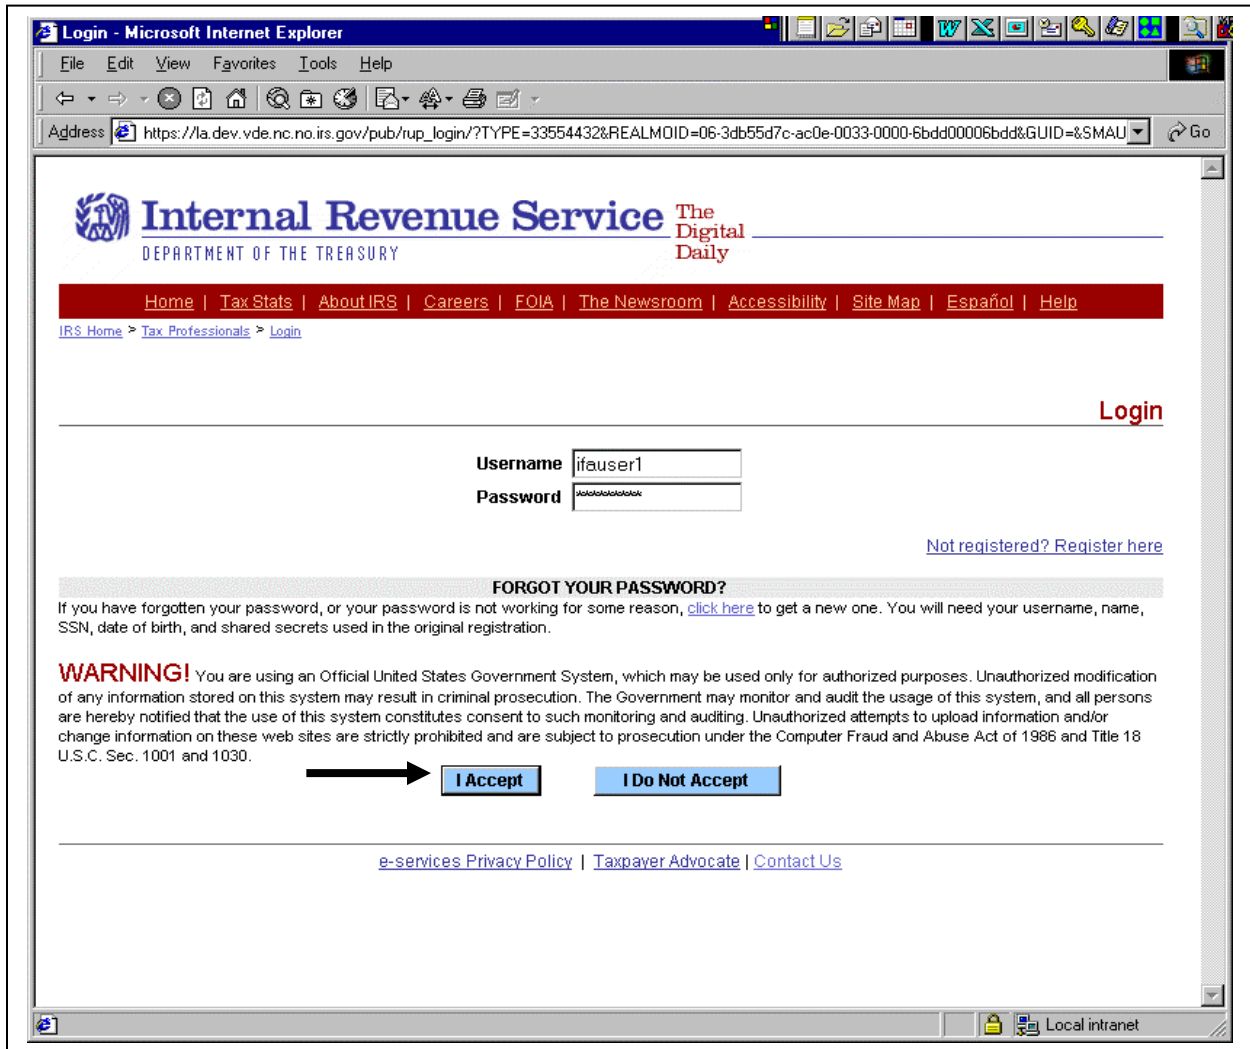 Login - Microsoft Internet Explorer
File Edit View Favorites Tools Help
Address https://la.dev.vde.nc.no.irs.gov/pub/rup_login/?TYPE=33554432&REALMOID=06-3db55d7c-ac0e-0033-0000-6bdd00006bdd&GUID=&SMAU Go
Internal Revenue Service The
Digital
DEPARTMENT OF THE TREASURY Daily
Home | Tax Stats | About IRS | Careers | FOIA | The Newsroom | Accessibility | Site Map | Español | Help
IRS Home > Tax Professionals > Login
Login
Username ifauser1
Password ***********
Not registered? Register here
FORGOT YOUR PASSWORD?
If you have forgotten your password, or your password is not working for some reason, click here to get a new one. You will need your username, name,
SSN, date of birth, and shared secrets used in the original registration.
WARNING! You are using an Official United States Government System, which may be used only for authorized purposes. Unauthorized modification
of any information stored on this system may result in criminal prosecution. The Government may monitor and audit the usage of this system, and all persons
are hereby notified that the use of this system constitutes consent to such monitoring and auditing. Unauthorized attempts to upload information and/or
change information on these web sites are strictly prohibited and are subject to prosecution under the Computer Fraud and Abuse Act of 1986 and Title 18
U.S.C. Sec. 1001 and 1030.
I Accept I Do Not Accept
e-services Privacy Policy | Taxpayer Advocate | Contact Us
Local intranet